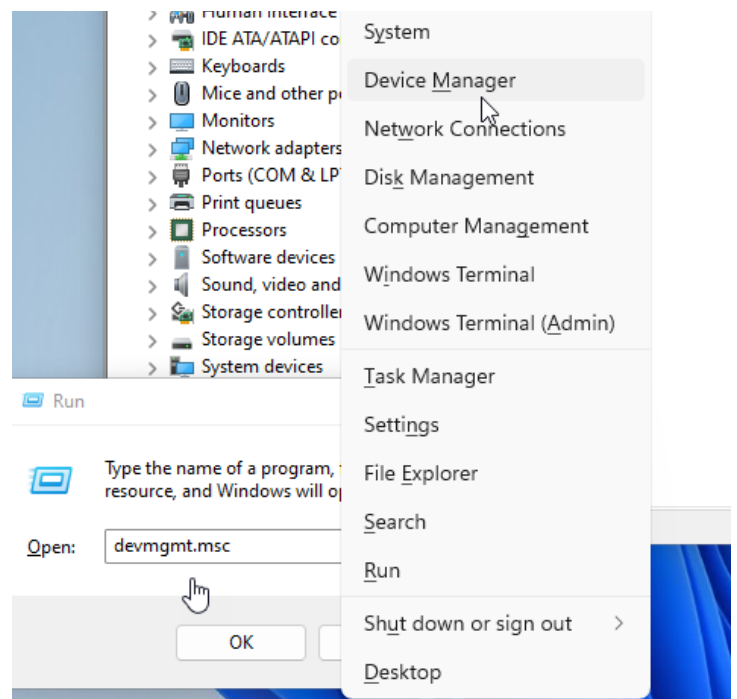 Human Interface
IDE ATA/ATAPI co
Keyboards
Mice and other p
Monitors
Network adapters
Ports (COM & LP
Print queues
Processors
Software devices
Sound, video and
Storage controller
Storage volumes
System devices
Run
Type the name of a program,
resource, and Windows will o
Open:
devmgmt.msc
OK
System
Device Manager
Network Connections
Disk Management
Computer Management
Windows Terminal
Windows Terminal (Admin)
Task Manager
Settings
File Explorer
Search
Run
Shut down or sign out
Desktop